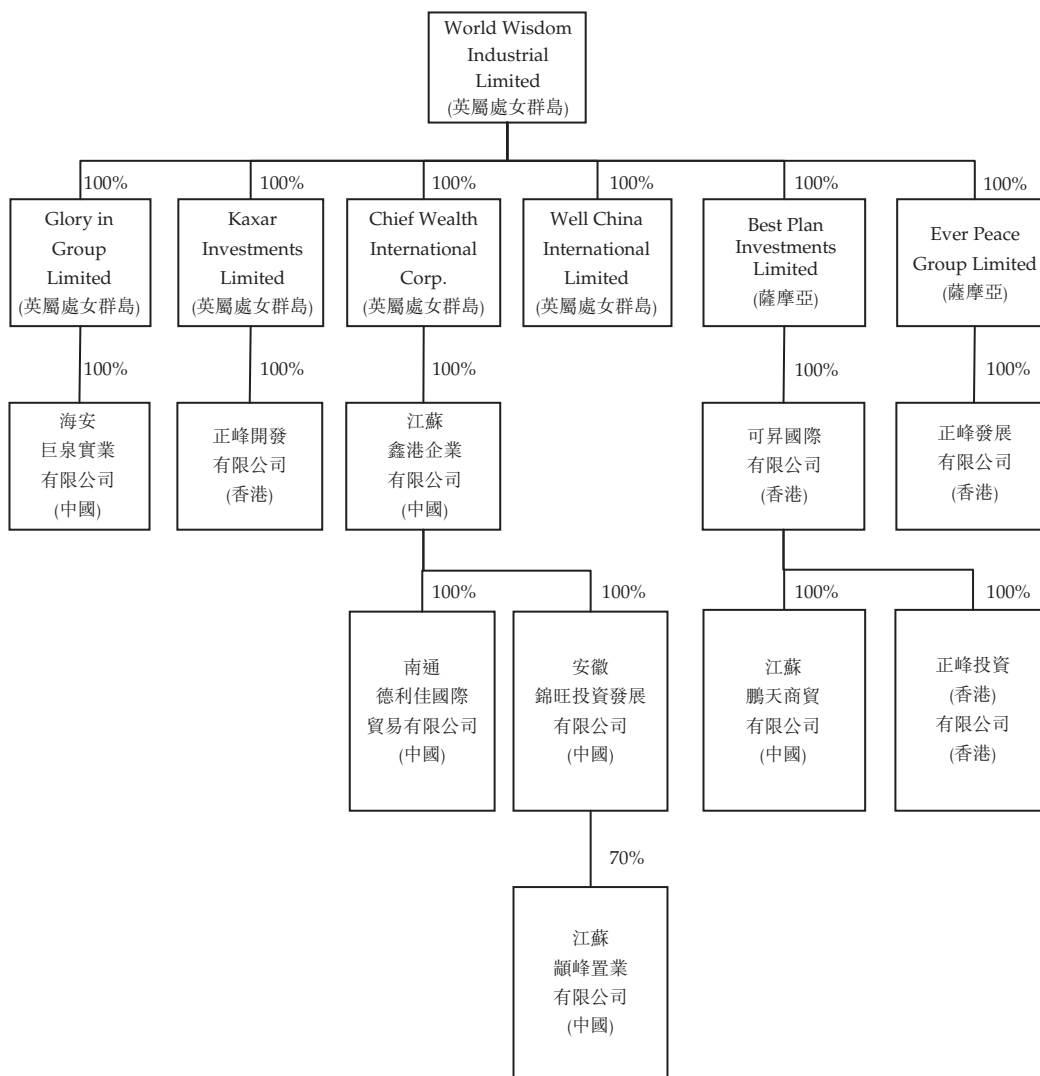 World Wisdom
Industrial
Limited
(英屬處女群島)
100%
100%
100%
100%
100%
100%
Glory in
Group
Limited
(英屬處女群島)
Kaxar
Investments
Limited
(英屬處女群島)
Chief Wealth
International
Corp.
(英屬處女群島)
Well China
International
Limited
(英屬處女群島)
Best Plan
Investments
Limited
(薩摩亞)
Ever Peace
Group Limited
(薩摩亞)
100%
100%
100%
100%
100%
海安
巨泉實業
有限公司
(中國)
正峰開發
有限公司
(香港)
江蘇
鑫港企業
有限公司
(中國)
可昇國際
有限公司
(香港)
正峰發展
有限公司
(香港)
100%
100%
100%
100%
南通
德利佳國際
貿易有限公司
(中國)
安徽
錦旺投資發展
有限公司
(中國)
江蘇
鵬天商貿
有限公司
(中國)
正峰投資
(香港)
有限公司
(香港)
70%
江蘇
顓峰置業
有限公司
(中國)